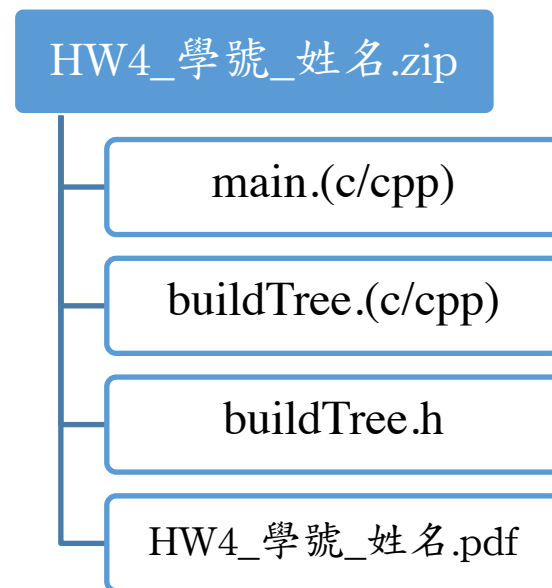 HW4_學號_姓名.zip
main.(c/cpp)
buildTree.(c/cpp)
buildTree.h
HW4_學號_姓名.pdf